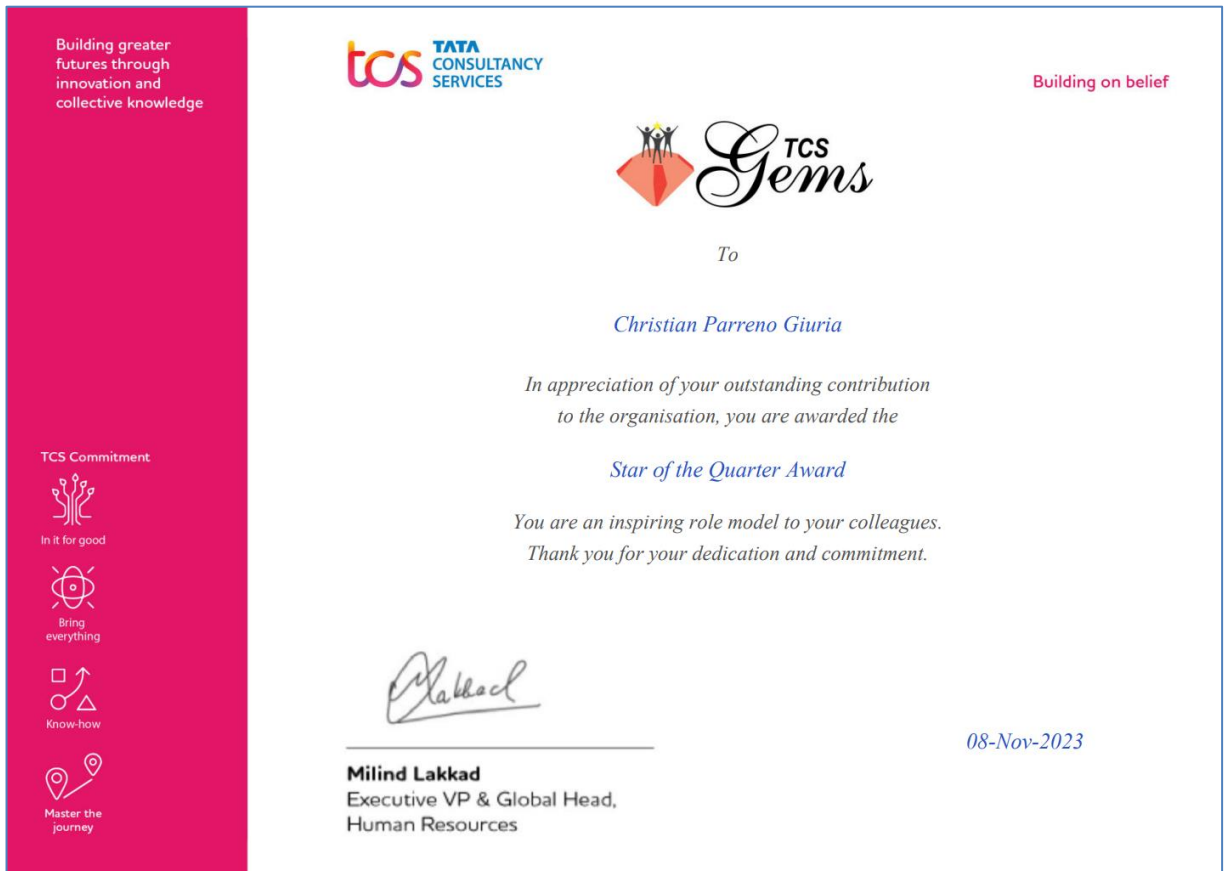 Building greater
futures through
innovation and
collective knowledge
tcs TATA
CONSULTANCY
SERVICES
Building on belief
TCS
Gems
To
Christian Parreno Giuria
In appreciation of your outstanding contribution
to the organisation, you are awarded the
Star of the Quarter Award
You are an inspiring role model to your colleagues.
Thank you for your dedication and commitment.
TCS Commitment
In it for good
Bring
everything
Know-how
Master the
journey
08-Nov-2023
Milind Lakkad
Executive VP & Global Head,
Human Resources